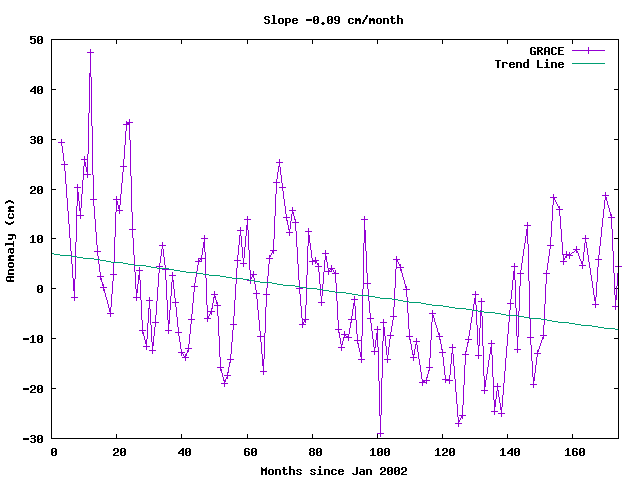 Slope -0.09 cm/month
GRACE
Trend Line
50
40
30
20
10
0
-10
-20
-30
Anomaly (cm)
0 20 40 60 80 100 120 140 160
Months since Jan 2002